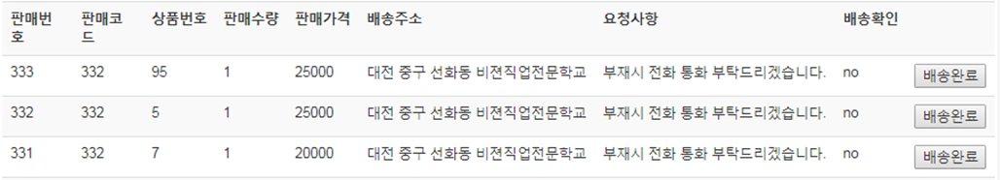 판매번호 판매코드 상품번호 판매수량 판매가격 배송주소 요청사항 배송확인
333 332 95 1 25000 대전 중구 선화동 비젼직업전문학교 부재시 전화 통화 부탁드리겠습니다. no 배송완료
332 332 5 1 25000 대전 중구 선화동 비젼직업전문학교 부재시 전화 통화 부탁드리겠습니다. no 배송완료
331 332 7 1 20000 대전 중구 선화동 비젼직업전문학교 부재시 전화 통화 부탁드리겠습니다. no 배송완료